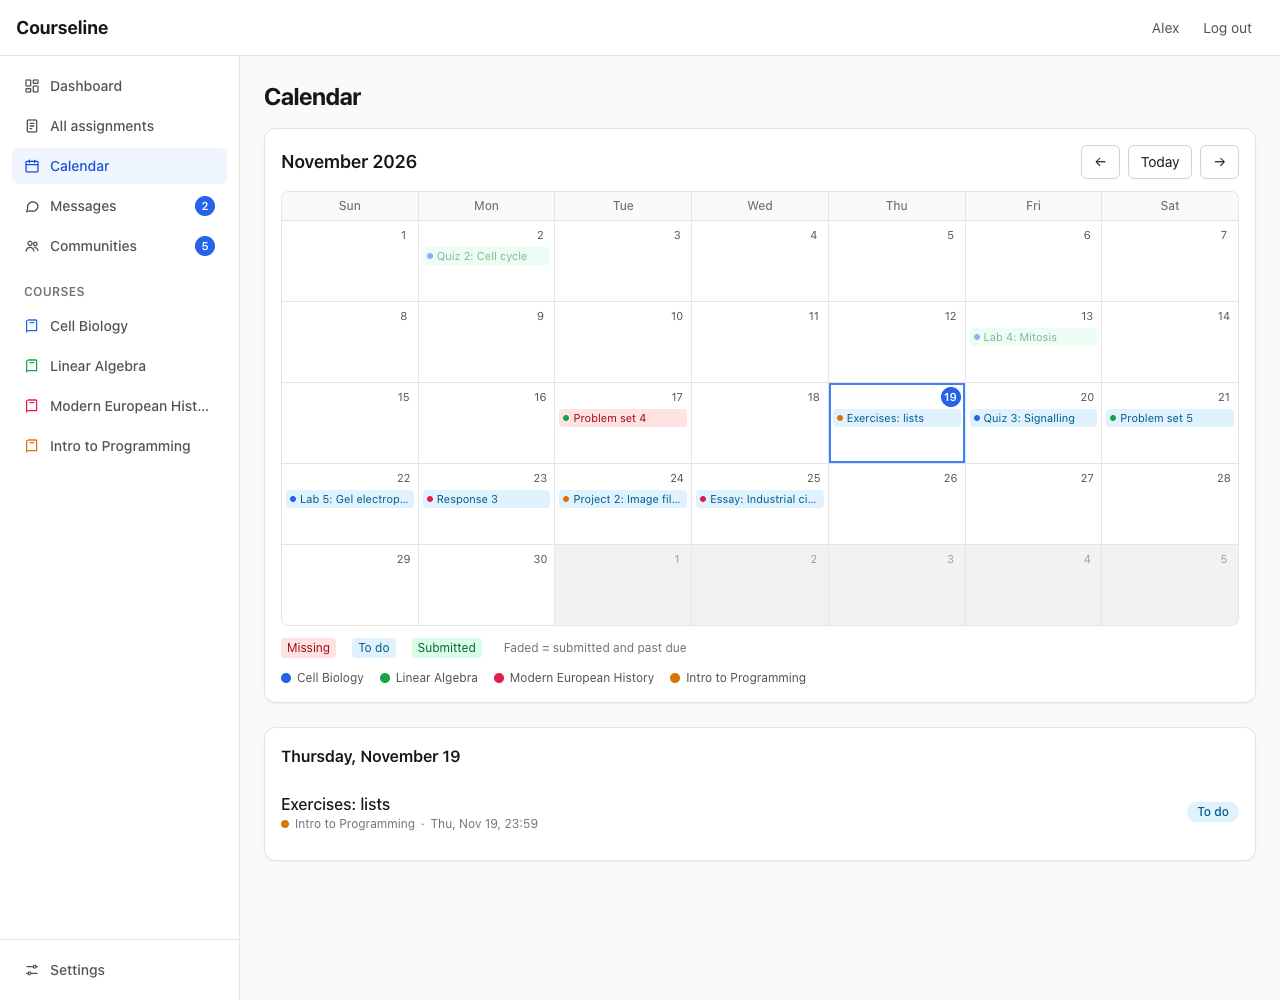 Courseline
Alex
Log out
Dashboard
All assignments
Calendar
Messages
2
Communities
5
COURSES
Cell Biology
Linear Algebra
Modern European Hist...
Intro to Programming
Settings
Calendar
November 2026
←
Today
→
Sun Mon Tue Wed Thu Fri Sat
1 2 3 4 5 6 7
Quiz 2: Cell cycle
8 9 10 11 12 13 14
Lab 4: Mitosis
15 16 17 18 19 20 21
Problem set 4
Exercises: lists
Quiz 3: Signalling
Problem set 5
22 23 24 25 26 27 28
Lab 5: Gel electrop...
Response 3
Project 2: Image fil...
Essay: Industrial ci...
29 30 1 2 3 4 5
Missing
To do
Submitted
Faded = submitted and past due
Cell Biology
Linear Algebra
Modern European History
Intro to Programming
Thursday, November 19
Exercises: lists
Intro to Programming · Thu, Nov 19, 23:59
To do